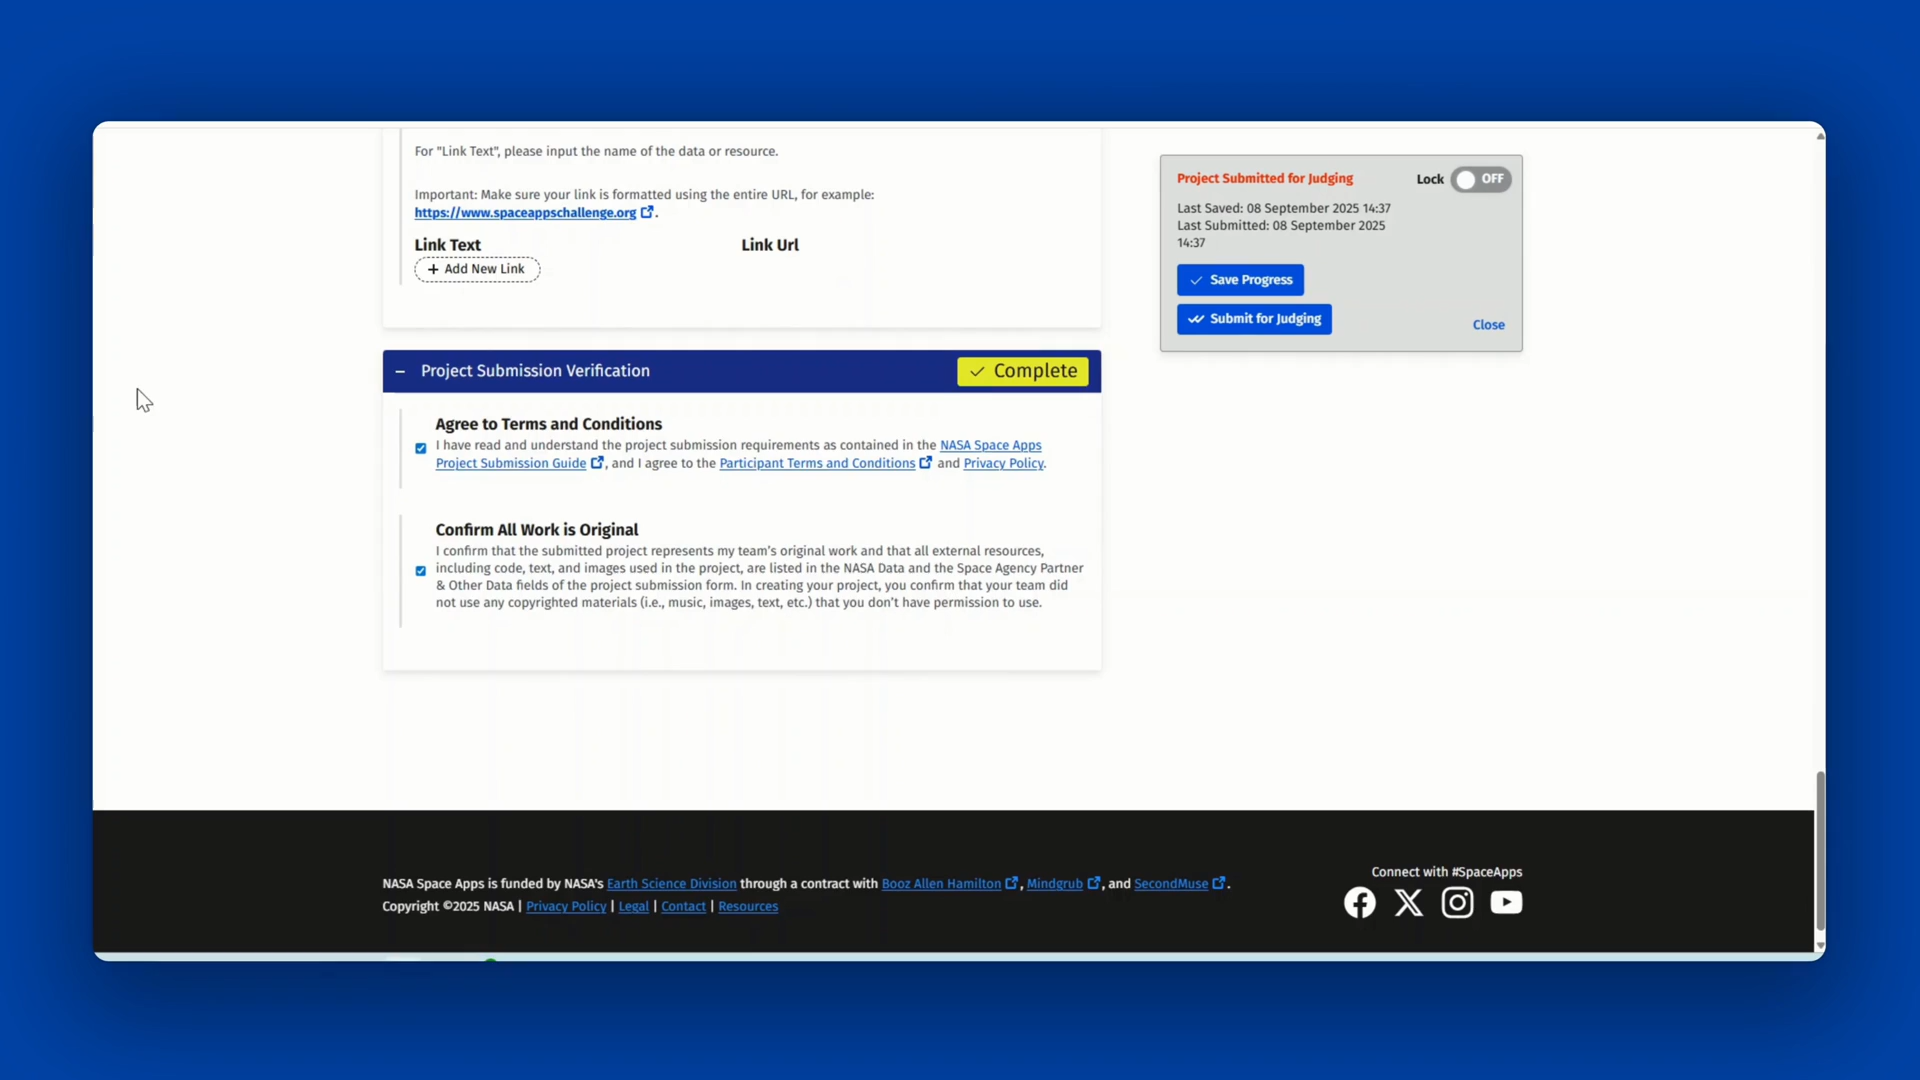 For "Link Text", please input the name of the data or resource.
Important: Make sure your link is formatted using the entire URL, for example:
https://www.spaceappschallenge.org.
Link Text
Link Url
+ Add New Link
Project Submitted for Judging
Lock
OFF
Last Saved: 08 September 2025 14:37
Last Submitted: 08 September 2025
14:37
Save Progress
Submit for Judging
Close
Project Submission Verification
Complete
Agree to Terms and Conditions
I have read and understand the project submission requirements as contained in the NASA Space Apps
Project Submission Guide, and I agree to the Participant Terms and Conditions and Privacy Policy.
Confirm All Work is Original
I confirm that the submitted project represents my team's original work and that all external resources,
including code, text, and images used in the project, are listed in the NASA Data and the Space Agency Partner
& Other Data fields of the project submission form. In creating your project, you confirm that your team did
not use any copyrighted materials (i.e., music, images, text, etc.) that you don't have permission to use.
NASA Space Apps is funded by NASA's Earth Science Division through a contract with Booz Allen Hamilton, Mindgrub, and SecondMuse.
Copyright ©2025 NASA | Privacy Policy | Legal | Contact | Resources
Connect with #SpaceApps